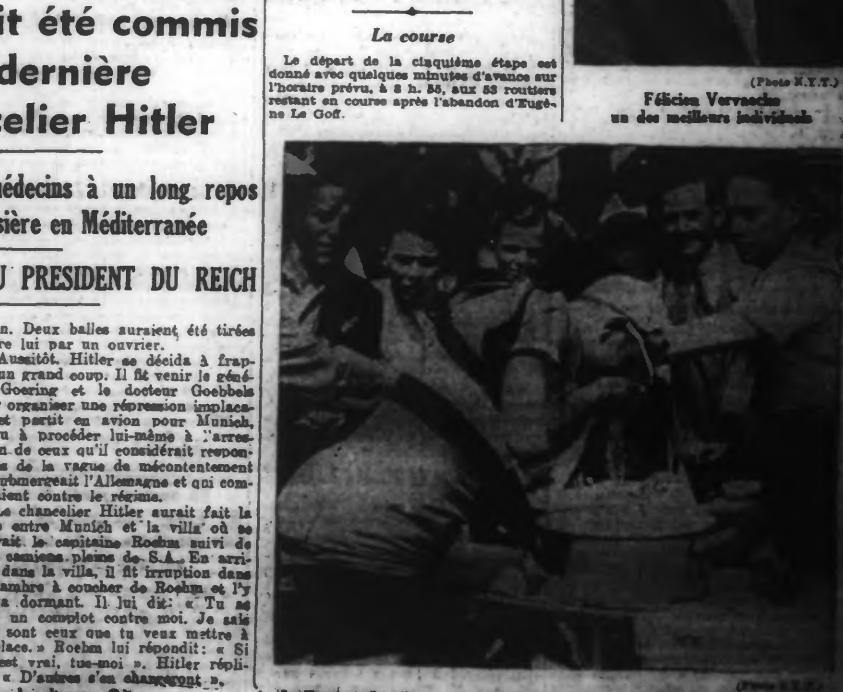 it été commis
dernière
celier Hitler
médecins à un long repos
sière en Méditerranée
U PRESIDENT DU REICH
n. Deux balles auraient été tirées
re lui par un ouvrier.
Aussitôt, Hitler se décida à frap-
un grand coup. Il fit venir le géné-
Goering et le docteur Goebbels
organiser une répression implaca-
et partit en avion pour Munich,
u à procéder lui-même à l'arres-
n de ceux qu'il considérait respon-
s de la vague de mécontentement
ubmergeait l'Allemagne et qui com-
aient contre le régime.
Le chancelier Hitler aurait fait la
entre Munich et la villa où se
ait le capitaine Roehm suivi de
camions pleins de S.A. En arri-
dans la villa, il fit irruption dans
ambre à coucher de Roehm et l'y
a dormant. Il lui dit: « Tu as
un complot contre moi. Je sais
sont ceux que tu veux mettre à
place. » Roehm lui répondit: « Si
est vrai, tue-moi ». Hitler répli-
« D'autres s'en chargeront ».
La course
Le départ de la cinquième étape est
donné avec quelques minutes d'avance sur
l'horaire prévu, à 8 h. 55, aux 53 routiers
restant en course après l'abandon d'Eugè-
ne Le Goff.
(Photo N.Y.T.)
Félicien Vervaecke
un des meilleurs individuels